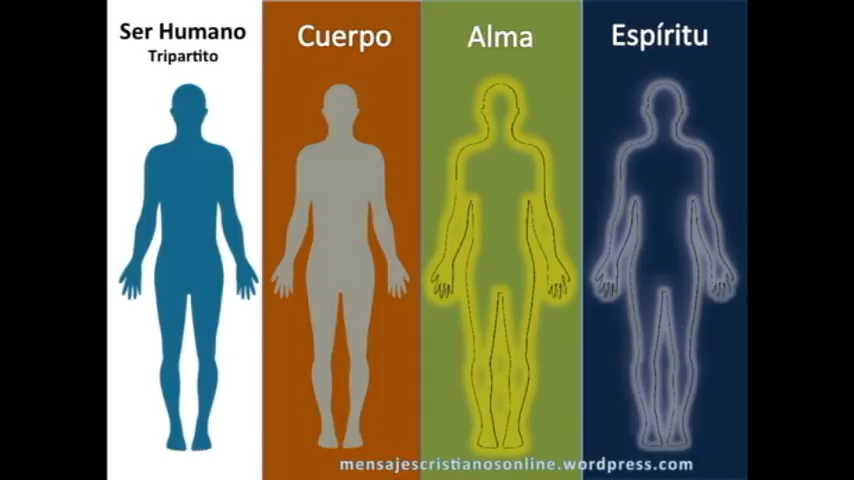 Ser Humano
Tripartito
Cuerpo
Alma
Espíritu
mensajescristianosonline.wordpress.com